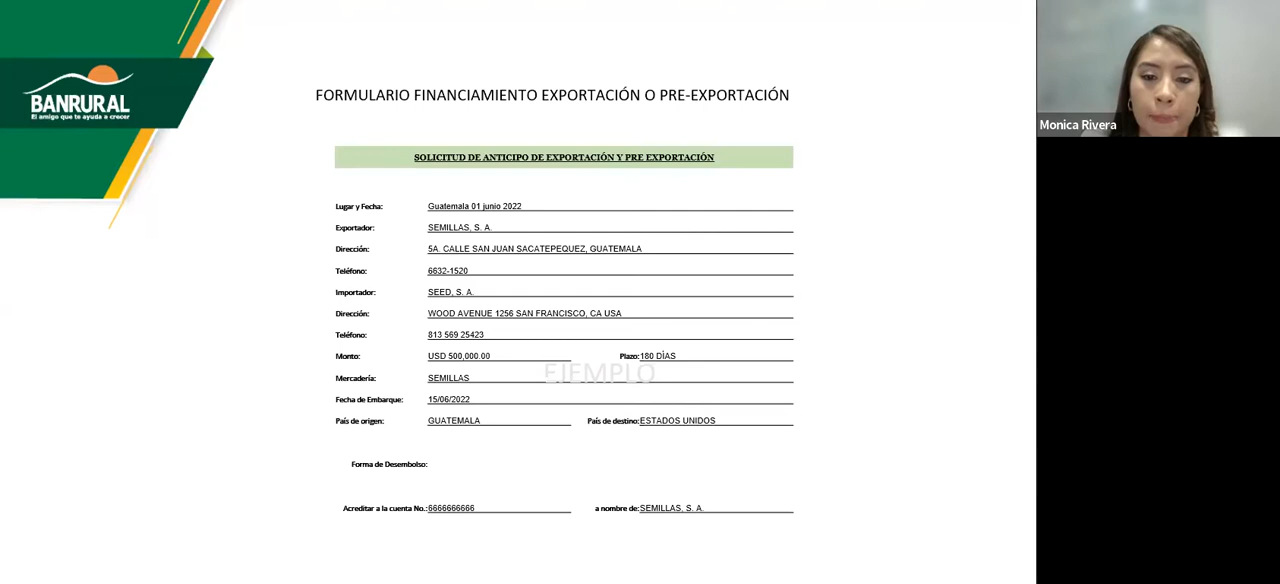 BANRURAL
El amigo que te ayuda a crecer
FORMULARIO FINANCIAMIENTO EXPORTACIÓN O PRE-EXPORTACIÓN
SOLICITUD DE ANTICIPO DE EXPORTACIÓN Y PRE EXPORTACIÓN
Lugar y Fecha: Guatemala 01 junio 2022
Exportador: SEMILLAS, S. A.
Dirección: 5A. CALLE SAN JUAN SACATEPEQUEZ, GUATEMALA
Teléfono: 6632-1520
Importador: SEED, S. A.
Dirección: WOOD AVENUE 1256 SAN FRANCISCO, CA USA
Teléfono: 813 569 25423
Monto: USD 500,000.00 Plazo: 180 DÍAS
EJEMPLO
Mercadería: SEMILLAS
Fecha de Embarque: 15/06/2022
País de origen: GUATEMALA País de destino: ESTADOS UNIDOS
Forma de Desembolso:
Acreditar a la cuenta No.: 6666666666 a nombre de: SEMILLAS, S. A.
Monica Rivera